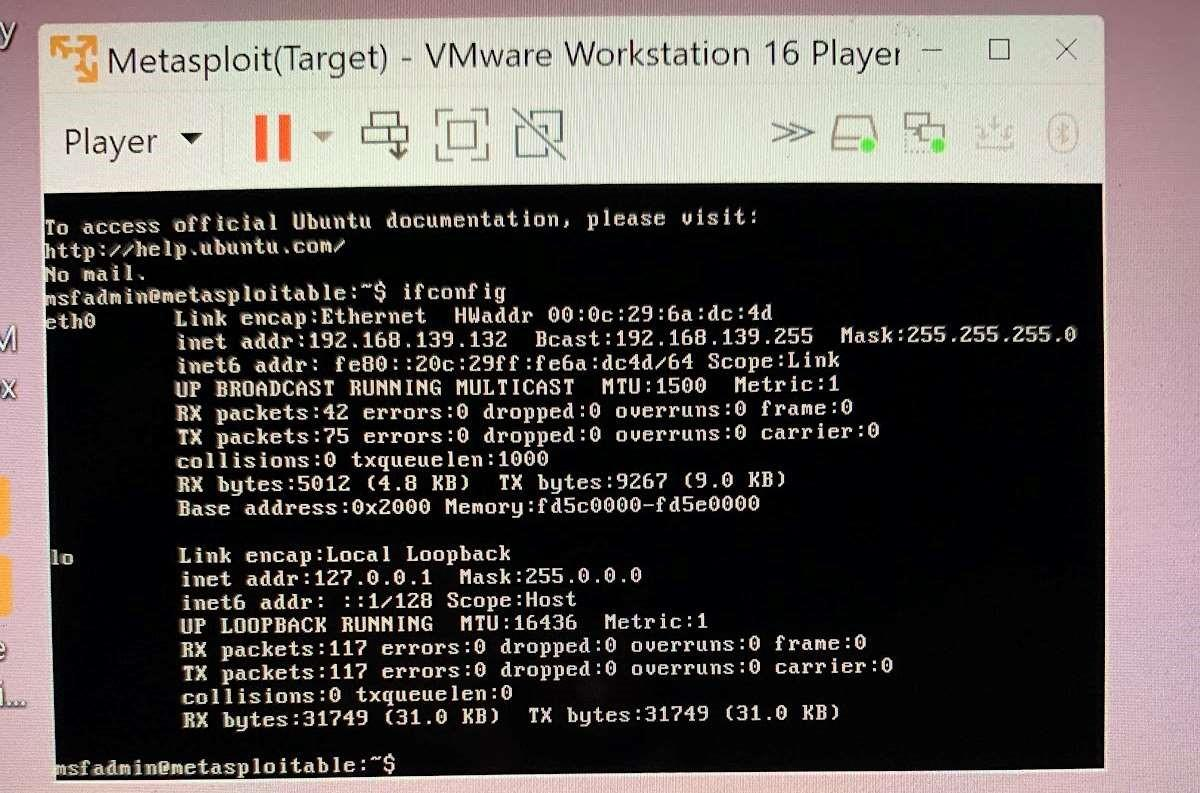 Metasploit(Target) - VMware Workstation 16 Player
Player
To access official Ubuntu documentation, please visit:
http://help.ubuntu.com/
No mail.
msfadmin@metasploitable:~$ ifconfig
eth0 Link encap:Ethernet HWaddr 00:0c:29:6a:dc:4d
inet addr:192.168.139.132 Bcast:192.168.139.255 Mask:255.255.255.0
inet6 addr: fe80::20c:29ff:fe6a:dc4d/64 Scope:Link
UP BROADCAST RUNNING MULTICAST MTU:1500 Metric:1
RX packets:42 errors:0 dropped:0 overruns:0 frame:0
TX packets:75 errors:0 dropped:0 overruns:0 carrier:0
collisions:0 txqueuelen:1000
RX bytes:5012 (4.8 KB) TX bytes:9267 (9.0 KB)
Base address:0x2000 Memory:fd5c0000-fd5e0000
lo Link encap:Local Loopback
inet addr:127.0.0.1 Mask:255.0.0.0
inet6 addr: ::1/128 Scope:Host
UP LOOPBACK RUNNING MTU:16436 Metric:1
RX packets:117 errors:0 dropped:0 overruns:0 frame:0
TX packets:117 errors:0 dropped:0 overruns:0 carrier:0
collisions:0 txqueuelen:0
RX bytes:31749 (31.0 KB) TX bytes:31749 (31.0 KB)
msfadmin@metasploitable:~$